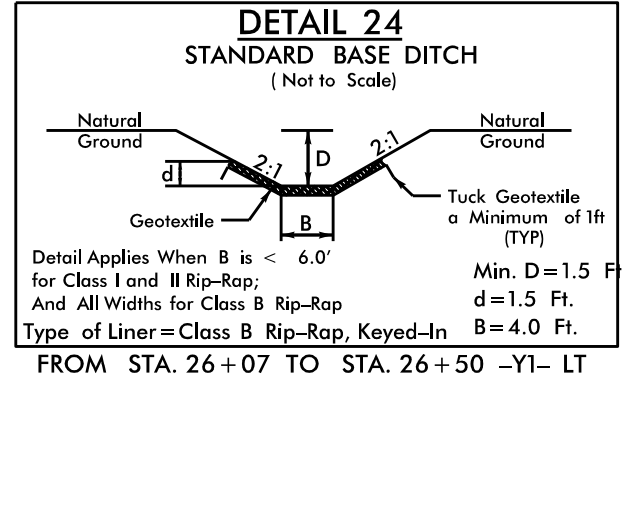 DETAIL 24
STANDARD BASE DITCH
( Not to Scale)
Natural
Ground
Natural
Ground
2:1
2:1
D
d
Geotextile
B
Tuck Geotextile
a Minimum of 1ft
(TYP)
Detail Applies When B is < 6.0'
for Class I and II Rip-Rap;
And All Widths for Class B Rip-Rap
Min. D=1.5 Ft
d=1.5 Ft.
B=4.0 Ft.
Type of Liner=Class B Rip-Rap, Keyed-In
FROM STA. 26+07 TO STA. 26+50 -Y1- LT